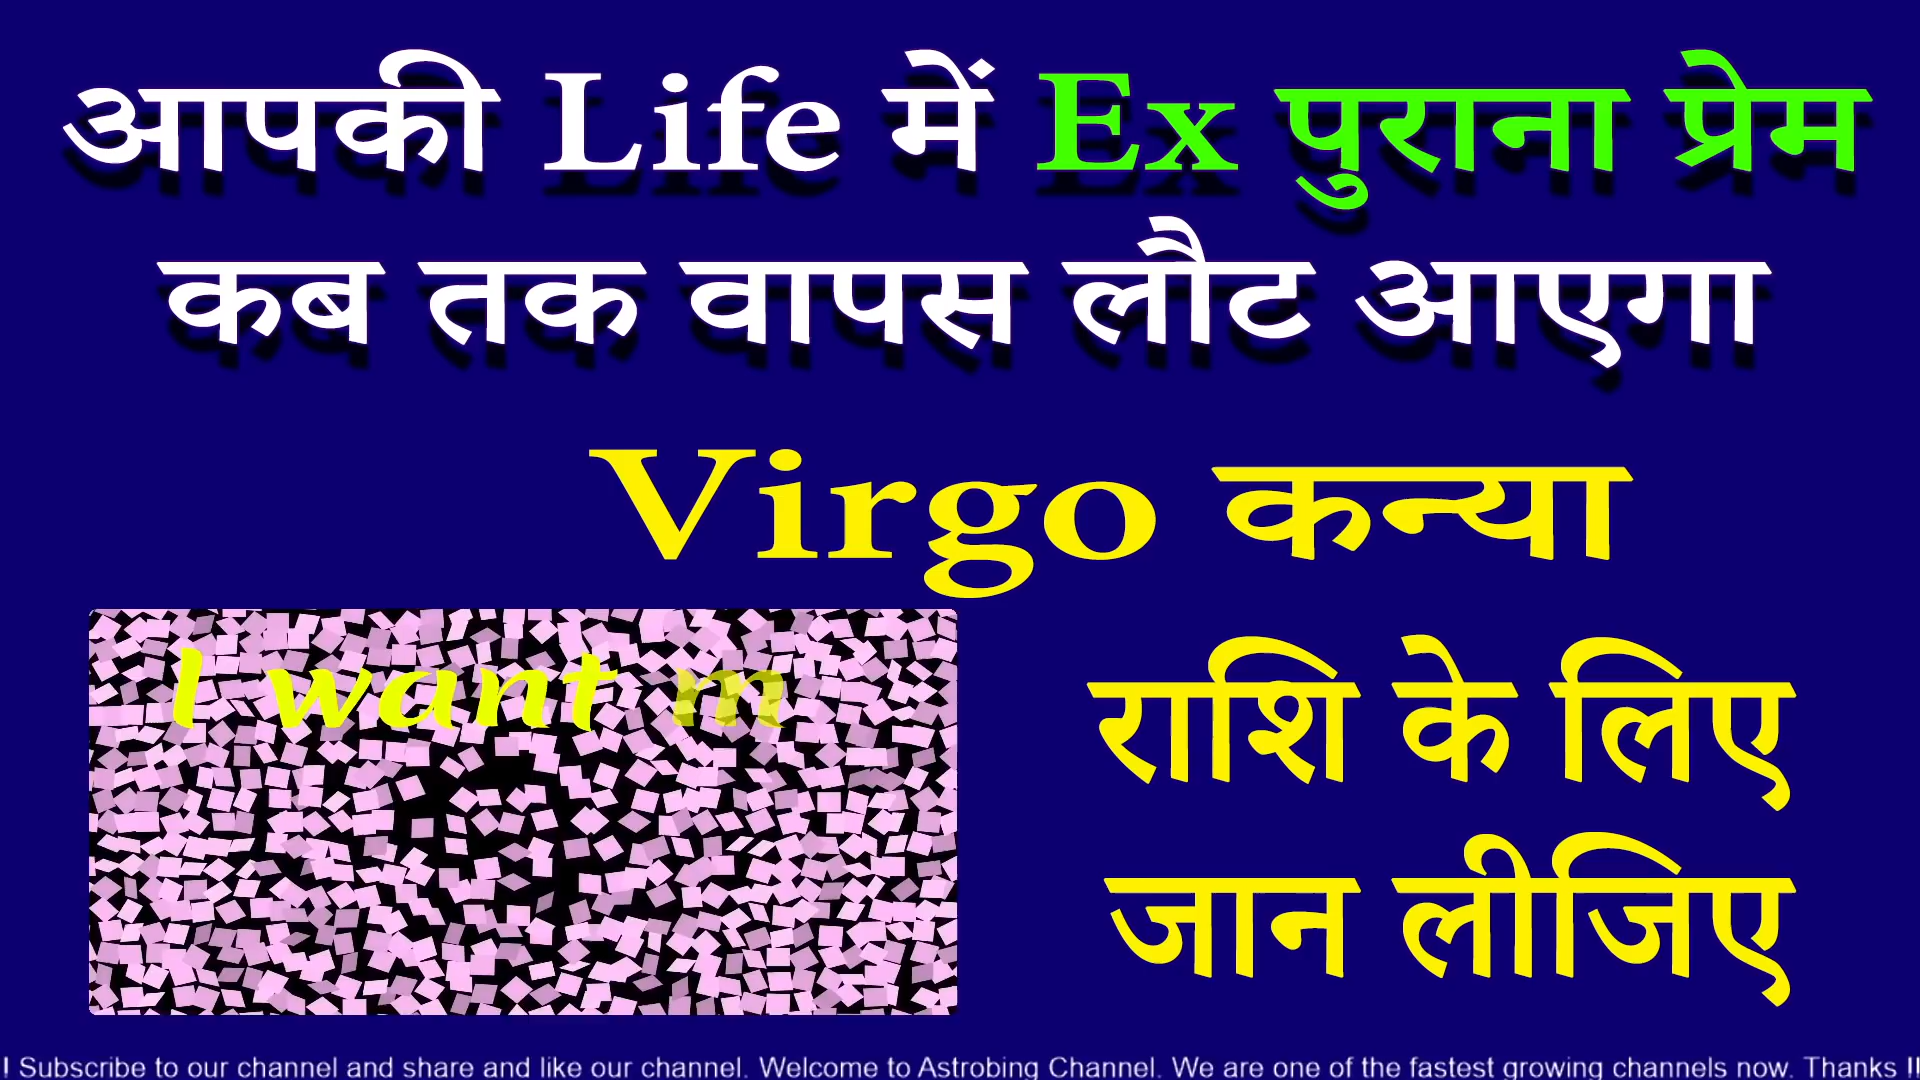 आपकी Life में Ex पुराना प्रेम
कब तक वापस लौट आएगा
Virgo कन्या
राशि के लिए
जान लीजिए
I want m
! Subscribe to our channel and share and like our channel. Welcome to Astrobing Channel. We are one of the fastest growing channels now. Thanks !!